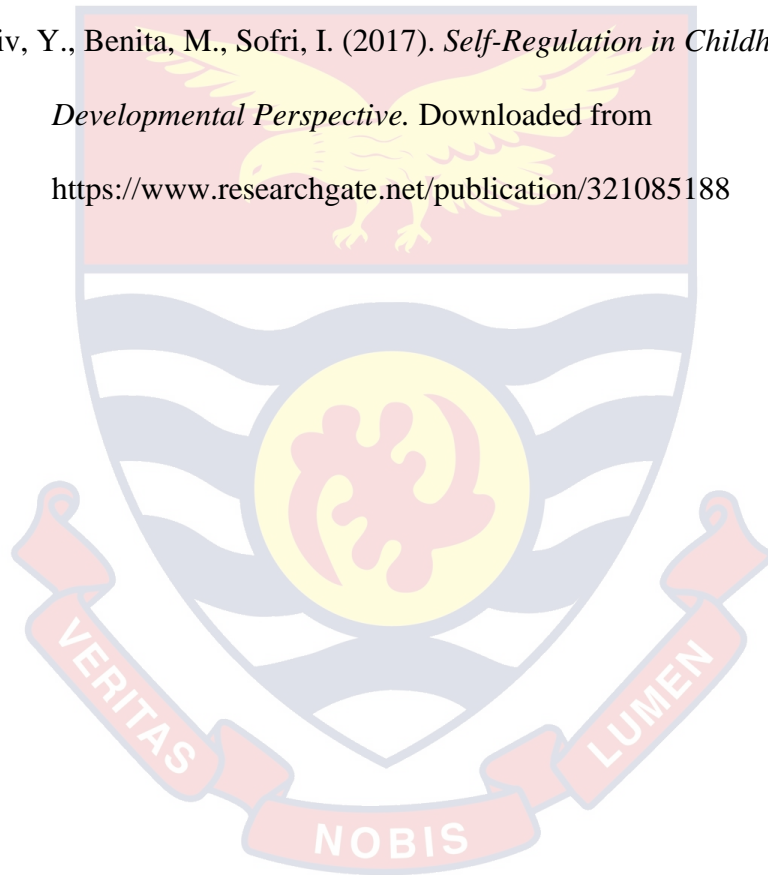 iv, Y., Benita, M., Sofri, I. (2017). Self-Regulation in Childh
Developmental Perspective. Downloaded from
https://www.researchgate.net/publication/321085188
VERITAS
NOBIS
LUMEN